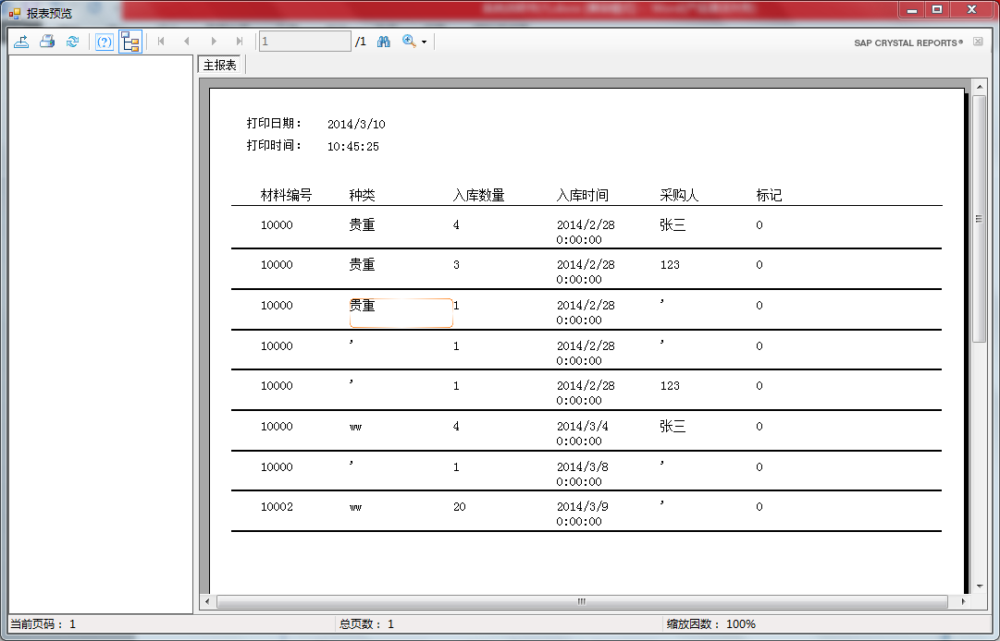 报表预览
1 /1
SAP CRYSTAL REPORTS®
主报表
打印日期： 2014/3/10
打印时间： 10:45:25
材料编号 种类 入库数量 入库时间 采购人 标记
10000 贵重 4 2014/2/28 张三 0
0:00:00
10000 贵重 3 2014/2/28 123 0
0:00:00
10000 贵重 1 2014/2/28 ’ 0
0:00:00
10000 ’ 1 2014/2/28 ’ 0
0:00:00
10000 ’ 1 2014/2/28 123 0
0:00:00
10000 ww 4 2014/3/4 张三 0
0:00:00
10000 ’ 1 2014/3/8 ’ 0
0:00:00
10002 ww 20 2014/3/9 ’ 0
0:00:00
当前页码： 1 总页数： 1 缩放因数： 100%